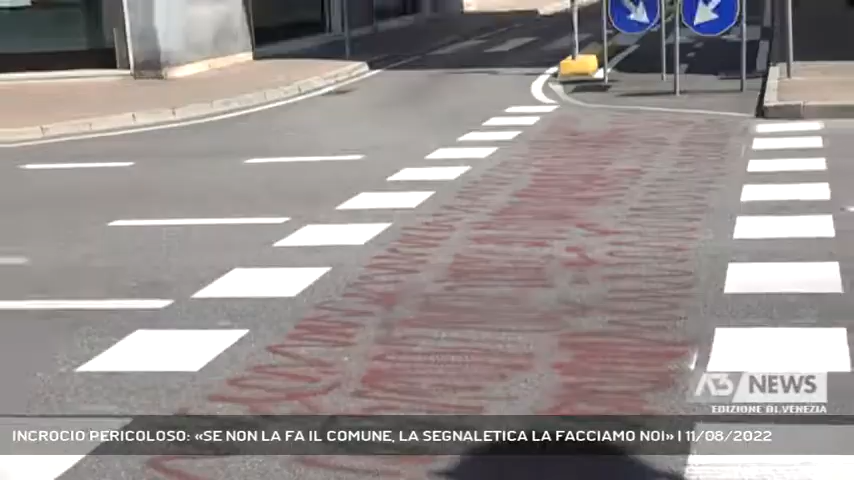 A3 NEWS
EDIZIONE DI VENEZIA
INCROCIO PERICOLOSO: «SE NON LA FA IL COMUNE, LA SEGNALETICA LA FACCIAMO NOI» | 11/08/2022